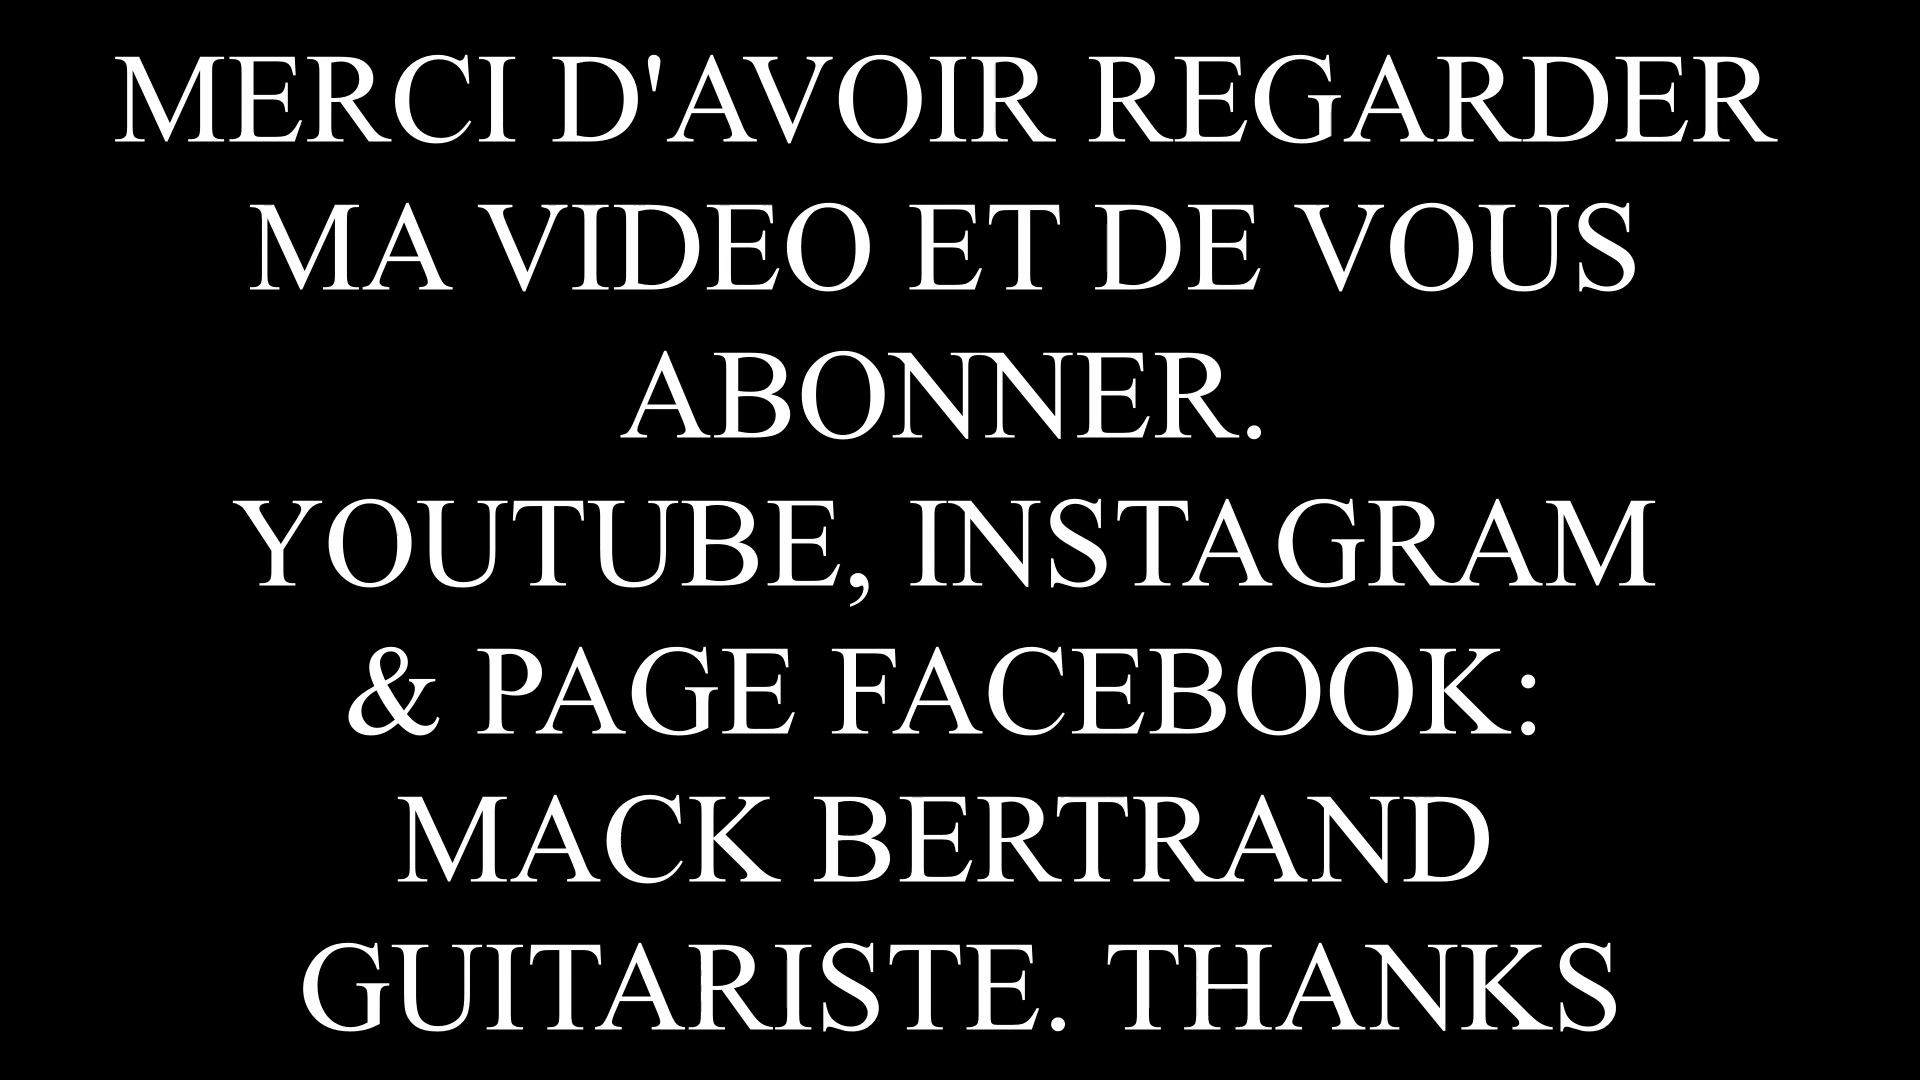 MERCI D'AVOIR REGARDER
MA VIDEO ET DE VOUS
ABONNER.
YOUTUBE, INSTAGRAM
& PAGE FACEBOOK:
MACK BERTRAND
GUITARISTE. THANKS